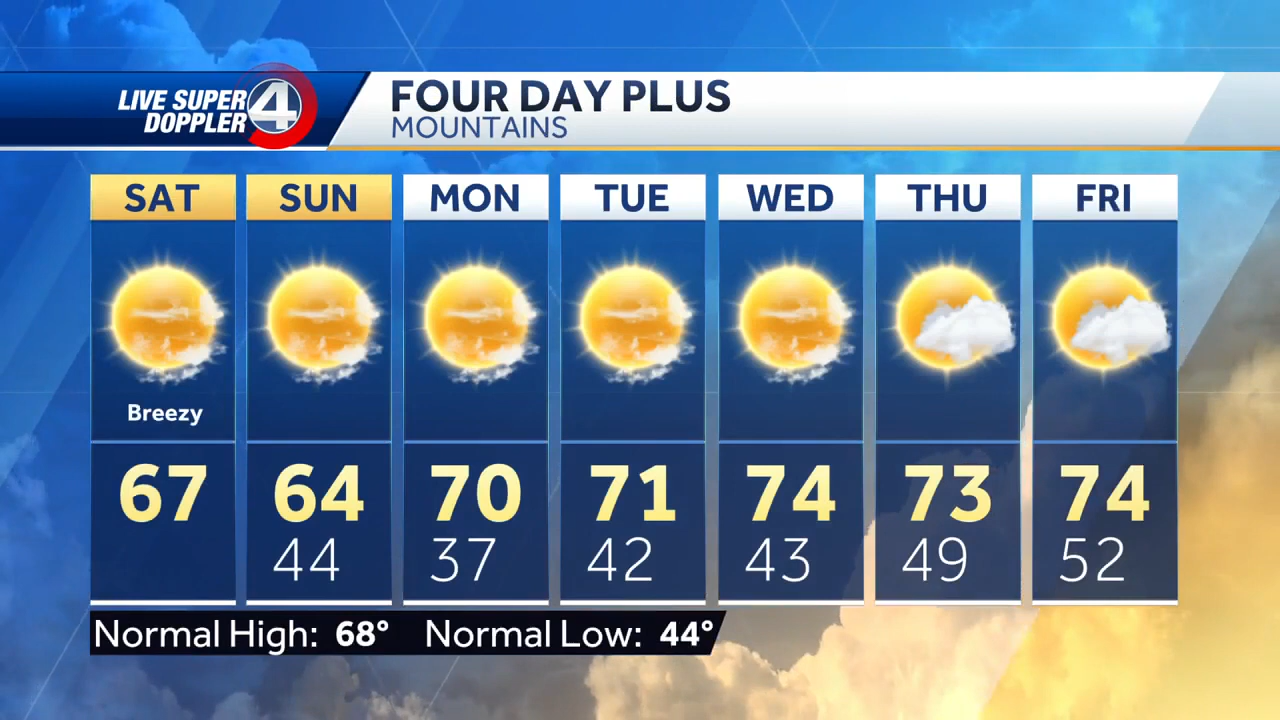 LIVE SUPER
DOPPLER 4
FOUR DAY PLUS
MOUNTAINS
SAT SUN MON TUE WED THU FRI
Breezy
67 64 70 71 74 73 74
44 37 42 43 49 52
Normal High: 68° Normal Low: 44°